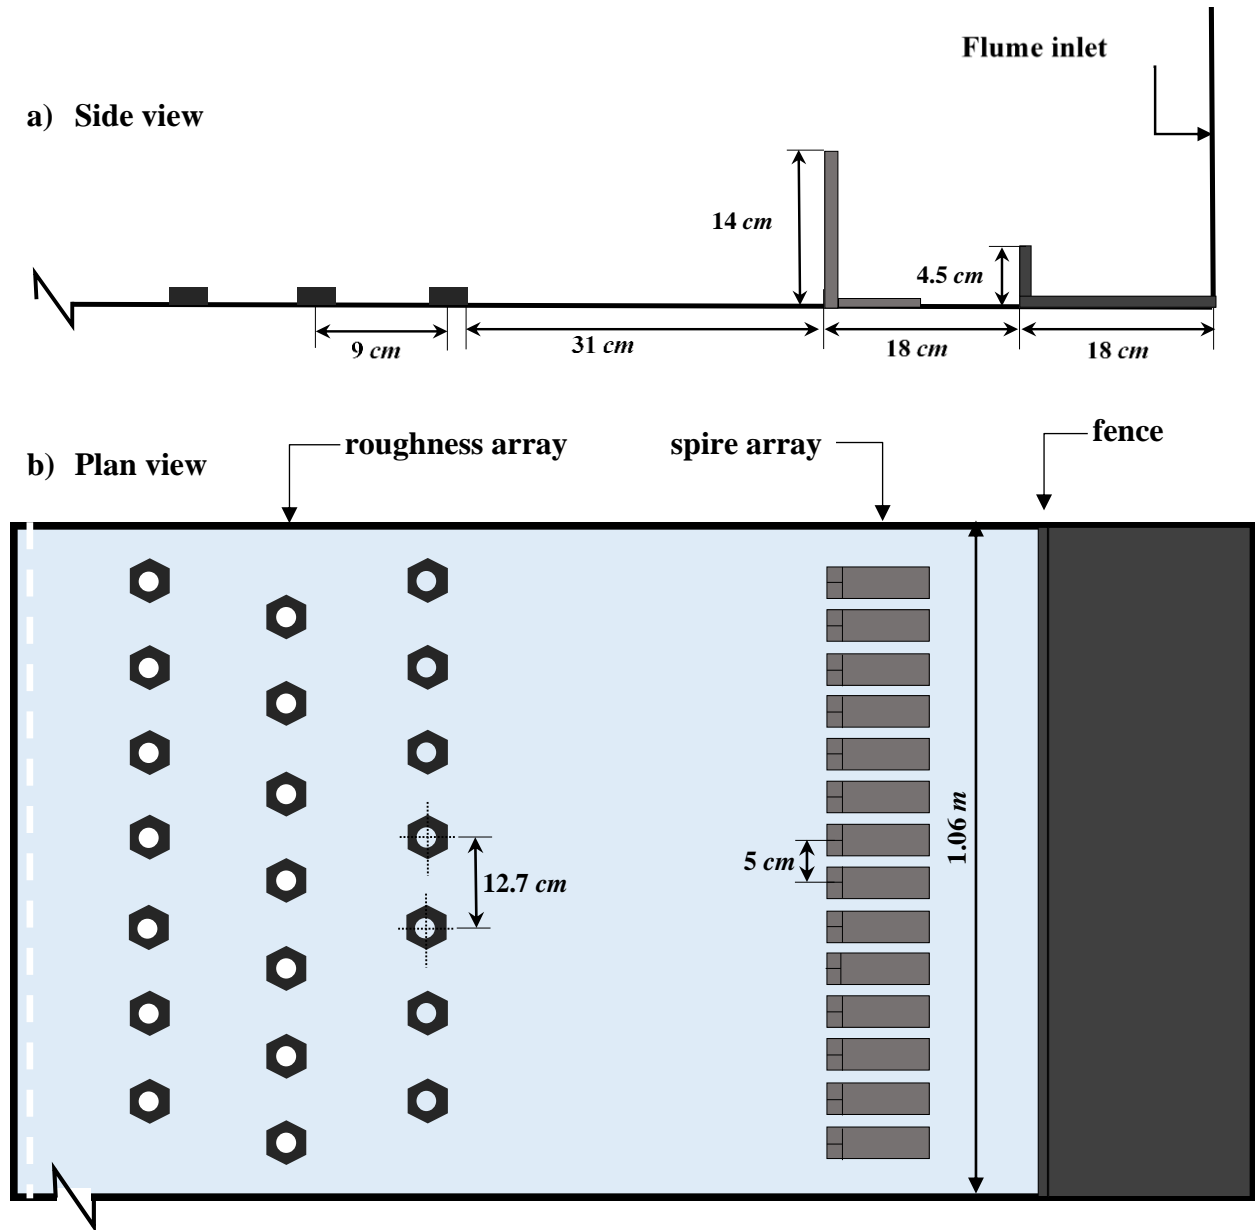 Flume inlet
a) Side view
14 cm
4.5 cm
9 cm
31 cm
18 cm
18 cm
roughness array
spire array
fence
b) Plan view
12.7 cm
5 cm
1.06 m